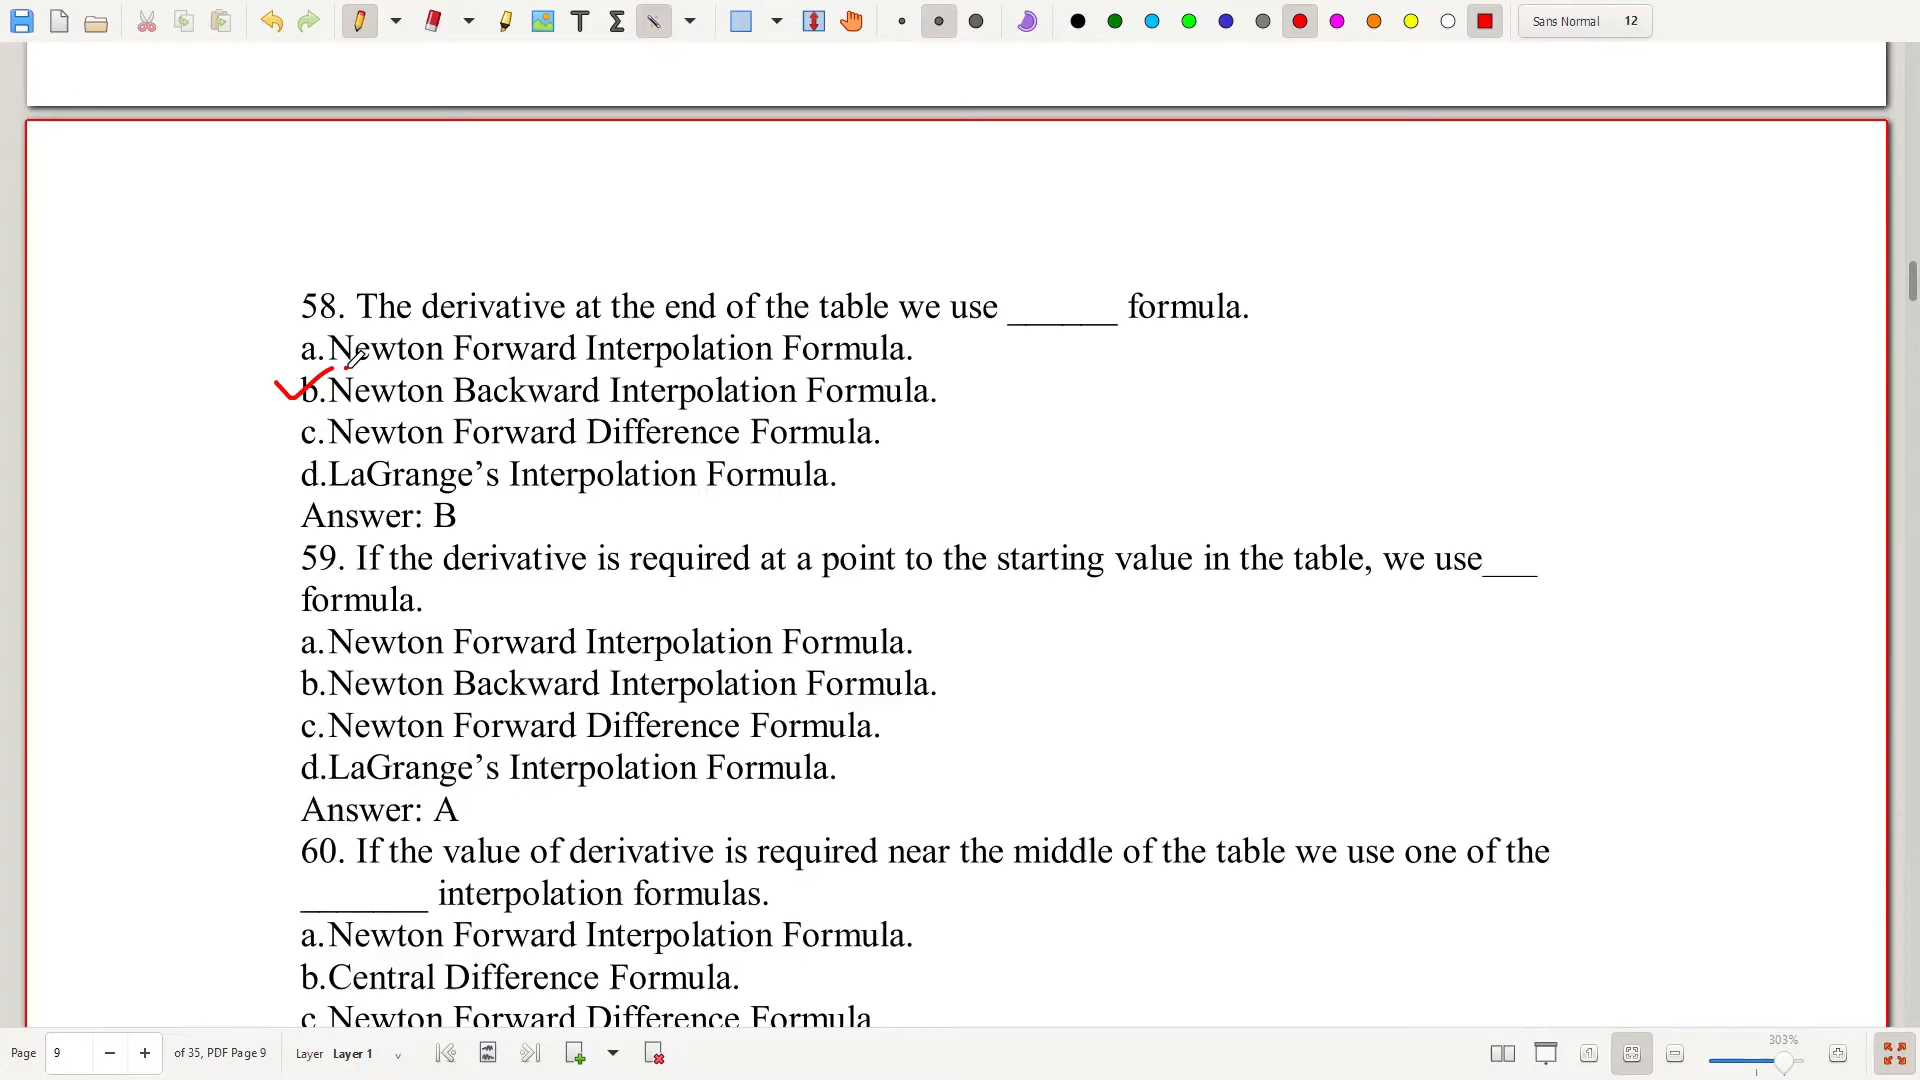 Sans Normal 12
58. The derivative at the end of the table we use ______ formula.
a.Newton Forward Interpolation Formula.
b.Newton Backward Interpolation Formula.
c.Newton Forward Difference Formula.
d.LaGrange’s Interpolation Formula.
Answer: B
59. If the derivative is required at a point to the starting value in the table, we use___
formula.
a.Newton Forward Interpolation Formula.
b.Newton Backward Interpolation Formula.
c.Newton Forward Difference Formula.
d.LaGrange’s Interpolation Formula.
Answer: A
60. If the value of derivative is required near the middle of the table we use one of the
_______ interpolation formulas.
a.Newton Forward Interpolation Formula.
b.Central Difference Formula.
c.Newton Forward Difference Formula
Page 9 of 35, PDF Page 9 Layer Layer 1 303%